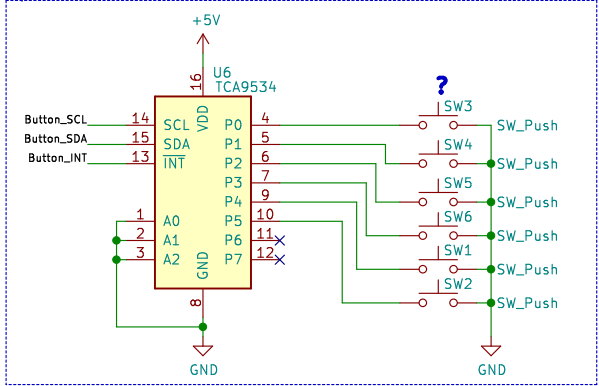 +5V
U6
TCA9534
16
VDD
?
Button_SCL 14 SCL P0 4 SW3 SW_Push
Button_SDA 15 SDA P1 5 SW4 SW_Push
Button_INT 13 INT P2 6 SW5 SW_Push
P3 7 SW6 SW_Push
1 A0 P4 9 SW1 SW_Push
2 A1 P5 10 SW2 SW_Push
3 A2 P6 11
P7 12
GND
8
GND
GND